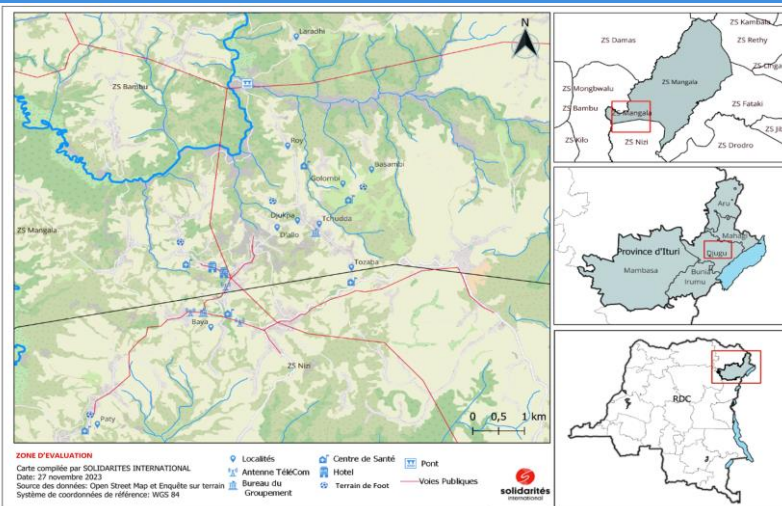 Laradhi
N
ZS Bambu
Roy
Basambi
Golombi
Djukpa
Tchudda
D'allo
ZS Mangala
Tozaba
Baya
ZS Nizi
Paty
0 0,5 1 km
ZONE D'EVALUATION
Carte compilée par SOLIDARITES INTERNATIONAL
Date: 27 novembre 2023
Source des données: Open Street Map et Enquête sur terrain
Système de coordonnées de référence: WGS 84
Localités
Antenne TéléCom
Bureau du
Groupement
Centre de Santé
Hotel
Terrain de Foot
Pont
Voies Publiques
solidarités
international
ZS Kambala
ZS Damas
ZS Rethy
ZS Mangala
ZS Mongbwalu
ZS Bambu
ZS Mangala
ZS Fataki
ZS Kilo
ZS Nizi
ZS Drodro
Aru
Province d'Ituri
Djugu
Mambasa
Bunia
Irumu
RDC